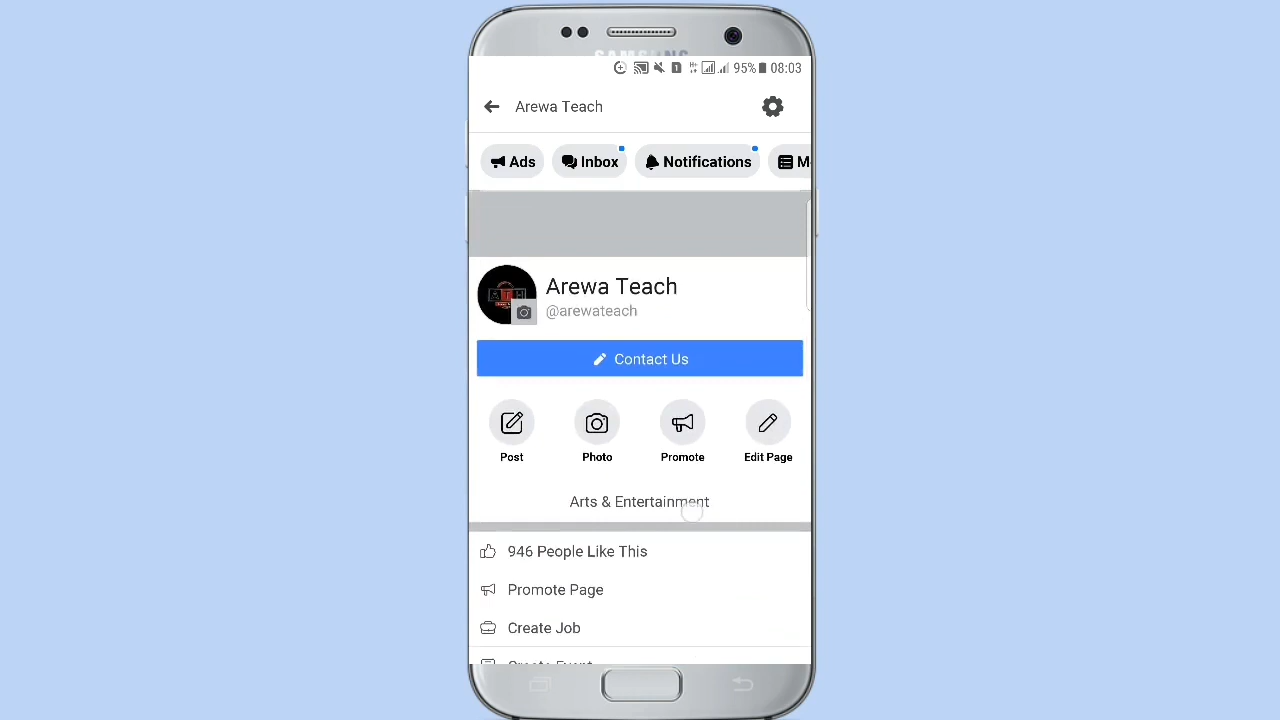 95% 08:03
Arewa Teach
Ads Inbox Notifications
Arewa Teach
@arewateach
Contact Us
Post Photo Promote Edit Page
Arts & Entertainment
946 People Like This
Promote Page
Create Job